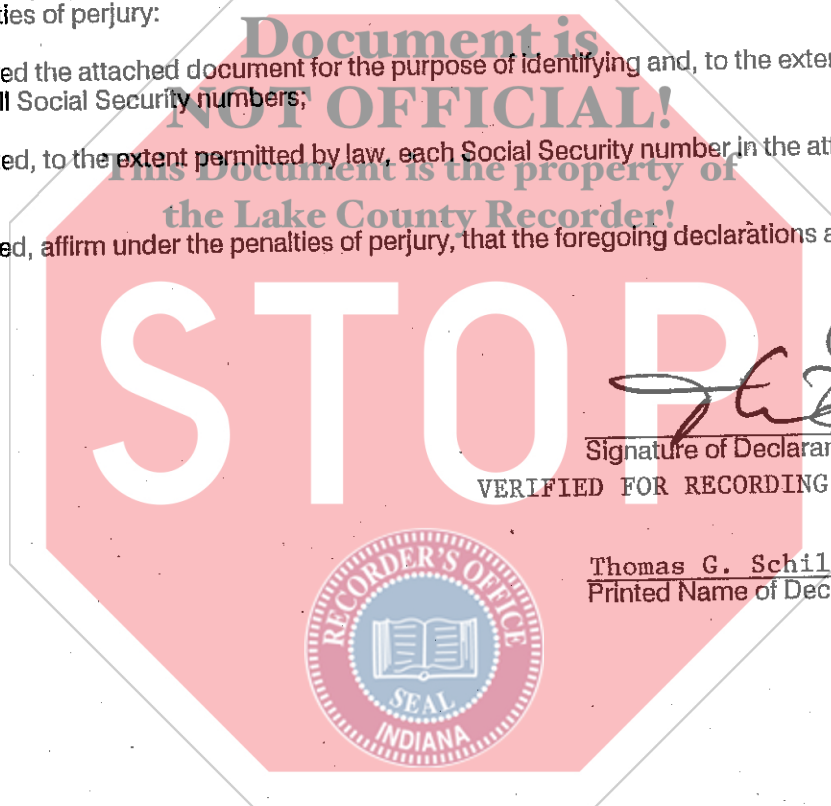 ties of perjury:
Document is
ed the attached document for the purpose of identifying and, to the exten
ll Social Security numbers;
NOT OFFICIAL!
ed, to the extent permitted by law, each Social Security number in the att
This Document is the property of
the Lake County Recorder!
ed, affirm under the penalties of perjury, that the foregoing declarations a
STOP
Signature of Declaran
VERIFIED FOR RECORDING
Thomas G. Schil
Printed Name of Dec
RECORDER'S OFFICE
SEAL
INDIANA